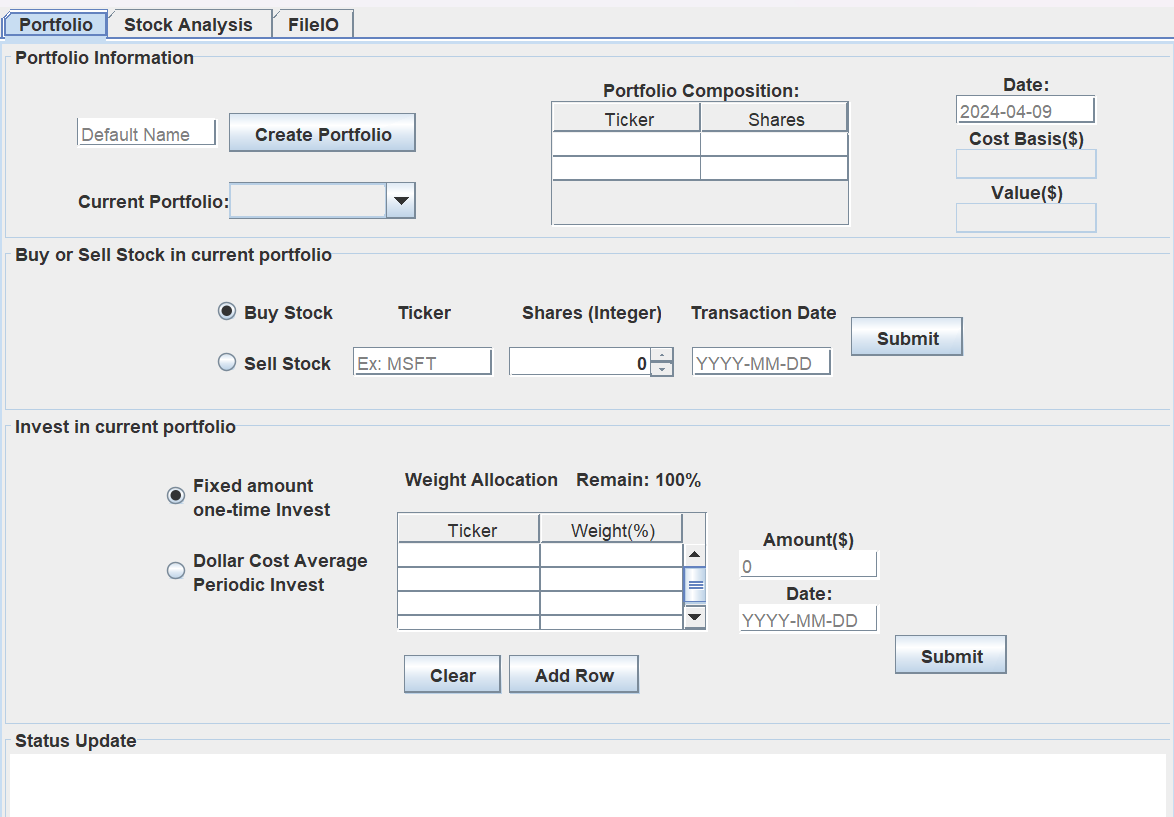 Portfolio
Stock Analysis
FileIO
Portfolio Information
Default Name
Create Portfolio
Current Portfolio:
Portfolio Composition:
Ticker Shares
Date:
2024-04-09
Cost Basis($)
Value($)
Buy or Sell Stock in current portfolio
Buy Stock
Sell Stock
Ticker
Ex: MSFT
Shares (Integer)
0
Transaction Date
YYYY-MM-DD
Submit
Invest in current portfolio
Fixed amount
one-time Invest
Dollar Cost Average
Periodic Invest
Weight Allocation Remain: 100%
Ticker Weight(%)
Clear
Add Row
Amount($)
0
Date:
YYYY-MM-DD
Submit
Status Update